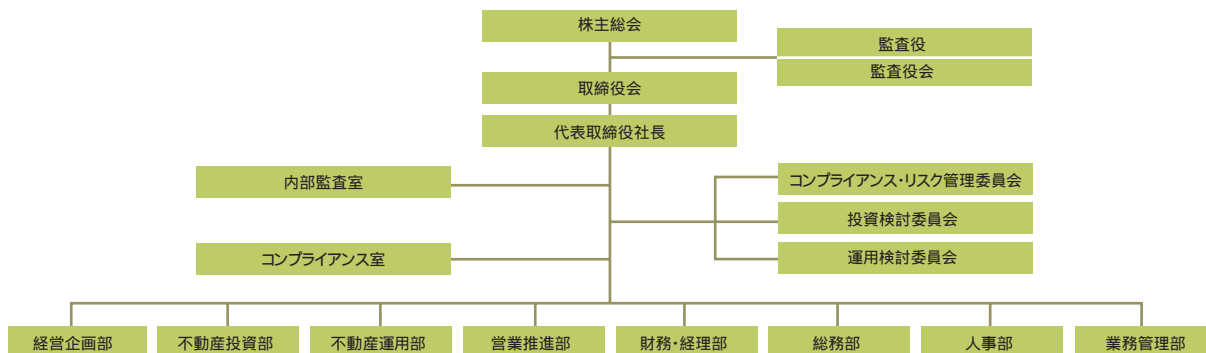 株主総会
監査役
監査役会
取締役会
代表取締役社長
内部監査室
コンプライアンス・リスク管理委員会
投資検討委員会
コンプライアンス室
運用検討委員会
経営企画部
不動産投資部
不動産運用部
営業推進部
財務・経理部
総務部
人事部
業務管理部